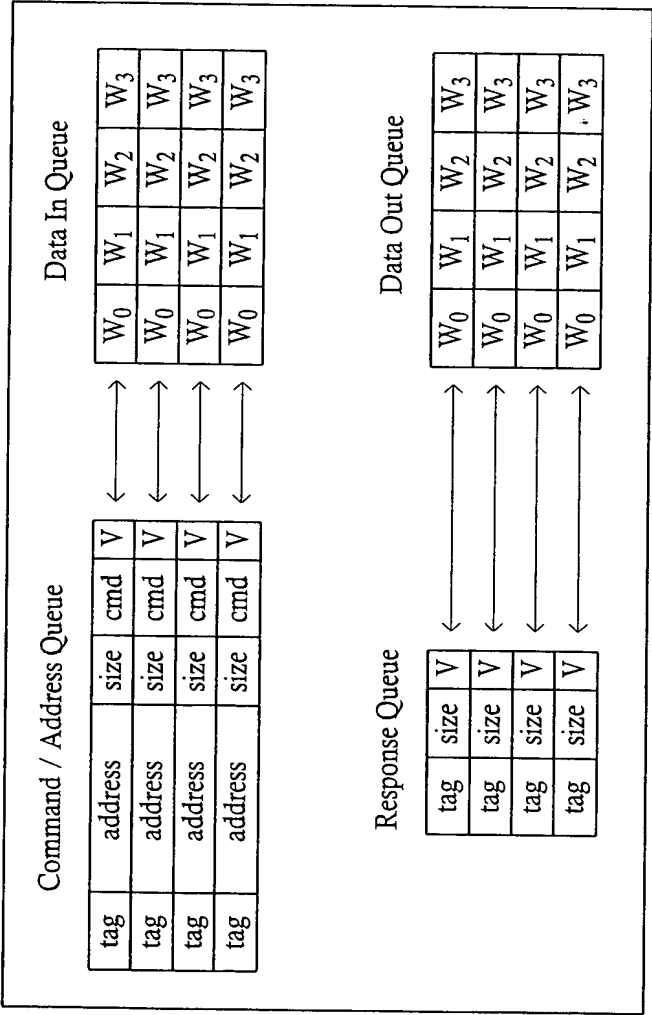 Command / Address Queue
tag address size cmd V
tag address size cmd V
tag address size cmd V
tag address size cmd V
Data In Queue
W0 W1 W2 W3
W0 W1 W2 W3
W0 W1 W2 W3
W0 W1 W2 W3
Response Queue
tag size V
tag size V
tag size V
tag size V
Data Out Queue
W0 W1 W2 W3
W0 W1 W2 W3
W0 W1 W2 W3
W0 W1 W2 W3